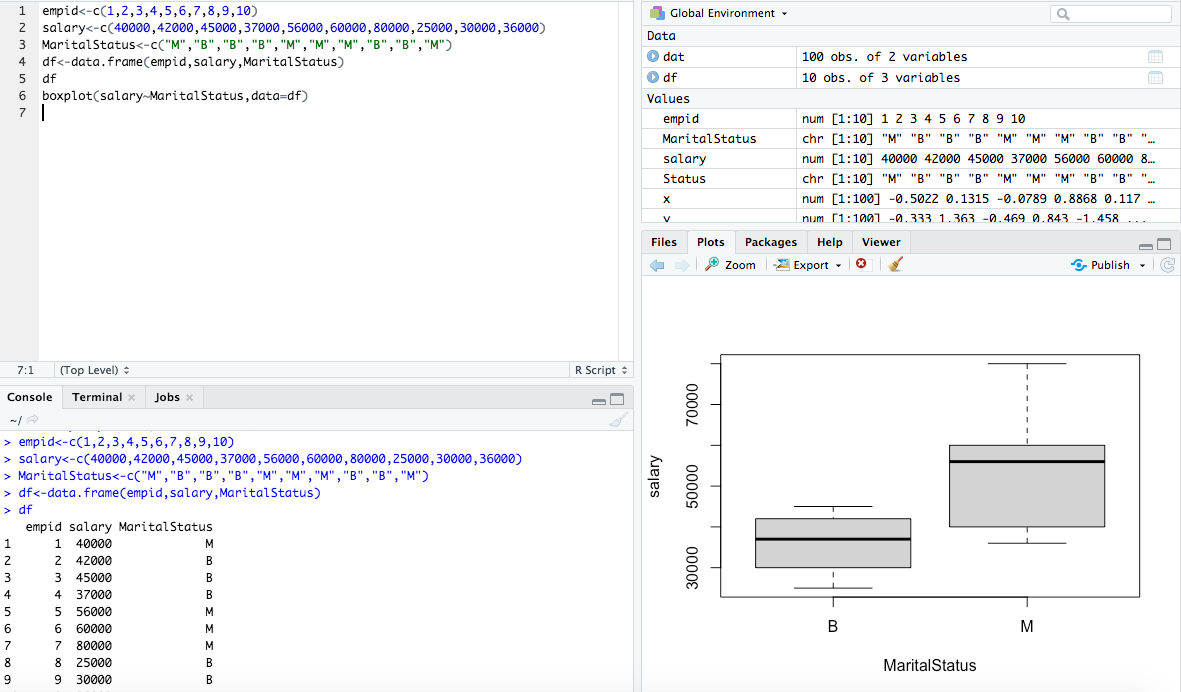 1 empid<-c(1,2,3,4,5,6,7,8,9,10)
2 salary<-c(40000,42000,45000,37000,56000,60000,80000,25000,30000,36000)
3 MaritalStatus<-c("M","B","B","B","M","M","M","B","B","M")
4 df<-data.frame(empid,salary,MaritalStatus)
5 df
6 boxplot(salary~MaritalStatus,data=df)
7
7:1 (Top Level) R Script
Console Terminal Jobs
~/
> empid<-c(1,2,3,4,5,6,7,8,9,10)
> salary<-c(40000,42000,45000,37000,56000,60000,80000,25000,30000,36000)
> MaritalStatus<-c("M","B","B","B","M","M","M","B","B","M")
> df<-data.frame(empid,salary,MaritalStatus)
> df
empid salary MaritalStatus
1 1 40000 M
2 2 42000 B
3 3 45000 B
4 4 37000 B
5 5 56000 M
6 6 60000 M
7 7 80000 M
8 8 25000 B
9 9 30000 B
Global Environment
Data
dat 100 obs. of 2 variables
df 10 obs. of 3 variables
Values
empid num [1:10] 1 2 3 4 5 6 7 8 9 10
MaritalStatus chr [1:10] "M" "B" "B" "B" "M" "M" "M" "B" "B" "…
salary num [1:10] 40000 42000 45000 37000 56000 60000 8…
Status chr [1:10] "M" "B" "B" "B" "M" "M" "M" "B" "B" "…
x num [1:100] -0.5022 0.1315 -0.0789 0.8868 0.117 …
y num [1:100] -0.333 1.363 -0.469 0.843 -1.458 ...
Files Plots Packages Help Viewer
Zoom Export Publish
70000
50000
30000
salary
B M
MaritalStatus